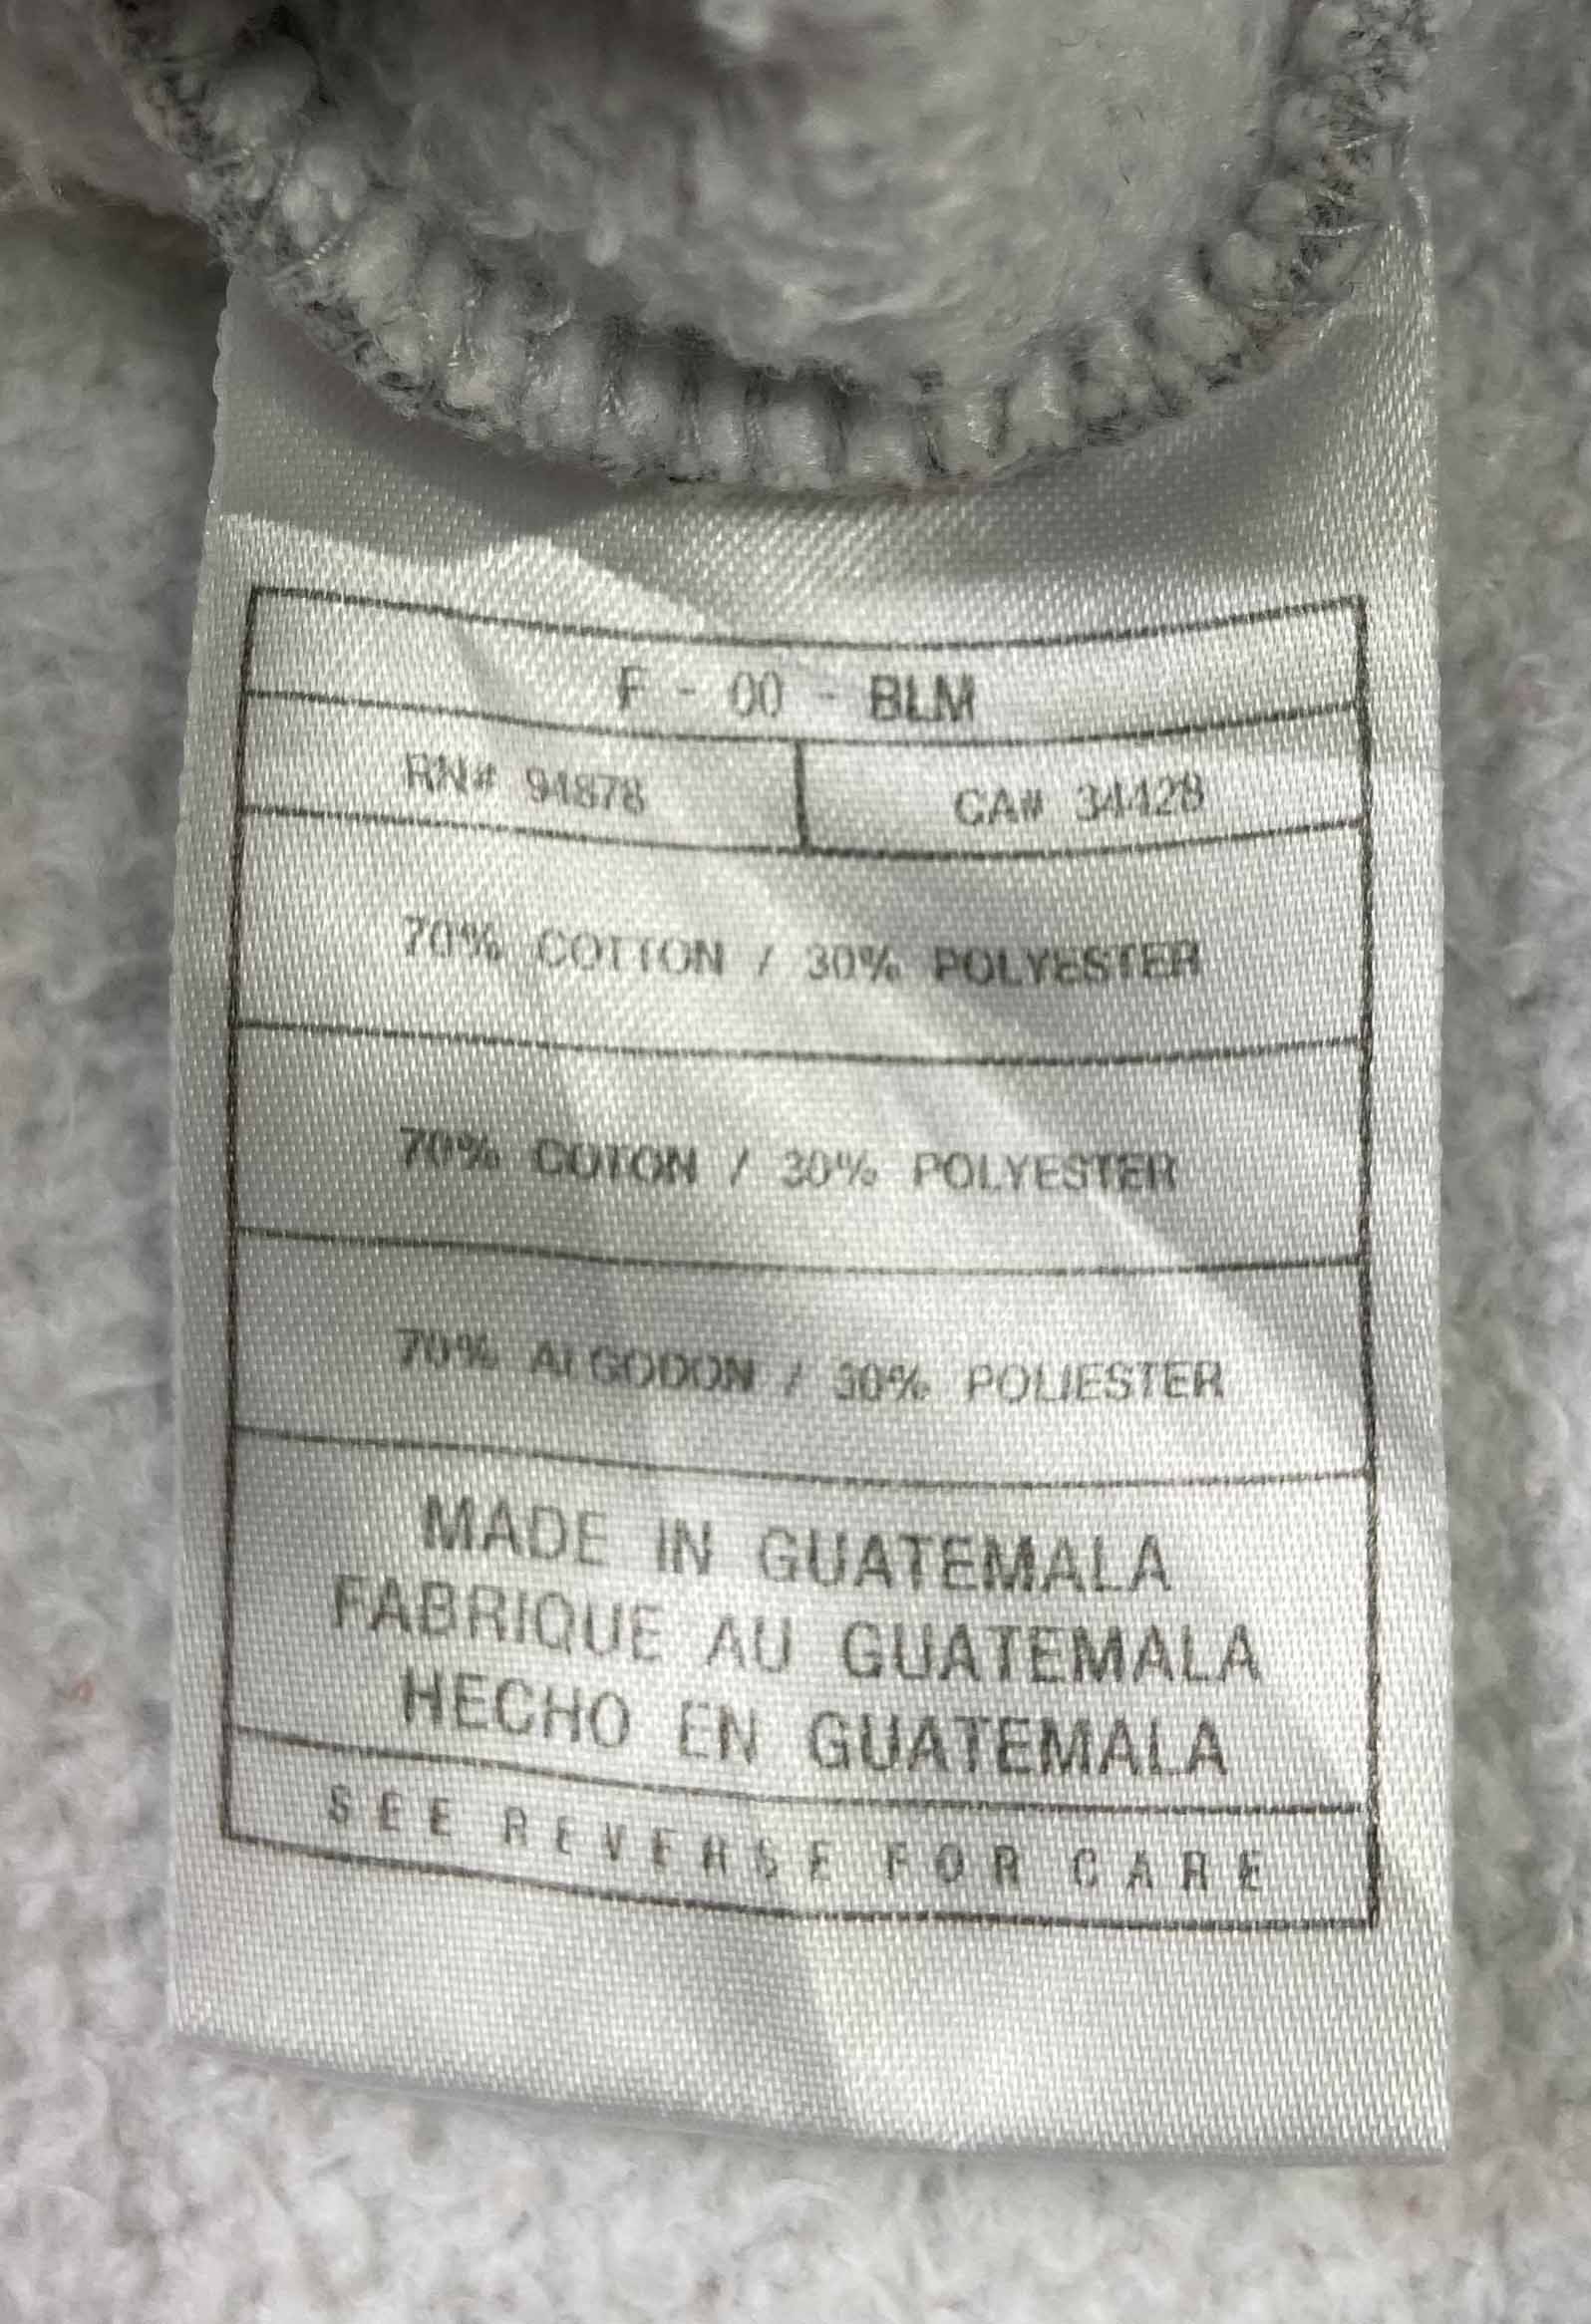 F - 00 - BLM
RN# 94878
CA# 34428
70% COTTON / 30% POLYESTER
70% COTON / 30% POLYESTER
70% ALGODON / 30% POLIESTER
MADE IN GUATEMALA
FABRIQUE AU GUATEMALA
HECHO EN GUATEMALA
SEE REVERSE FOR CARE